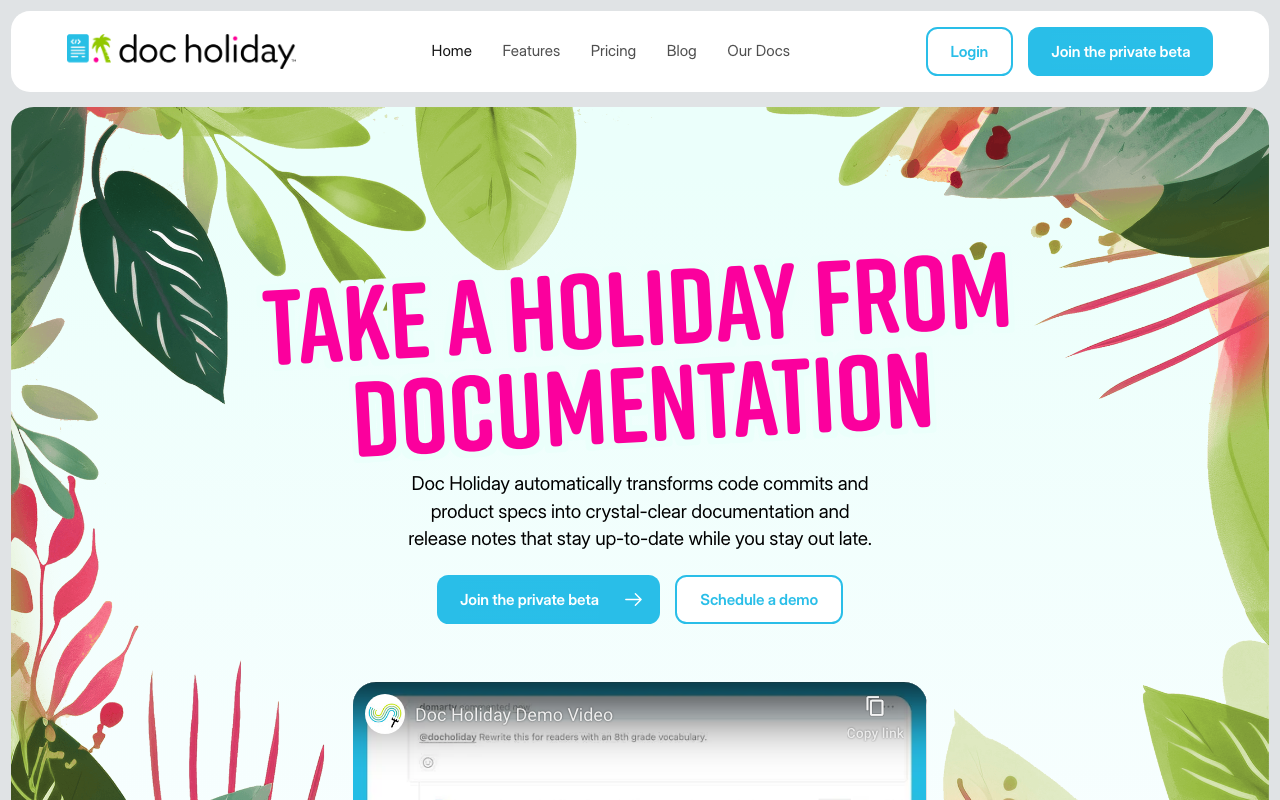 doc holiday
Home Features Pricing Blog Our Docs
Login Join the private beta
TAKE A HOLIDAY FROM
DOCUMENTATION
Doc Holiday automatically transforms code commits and
product specs into crystal-clear documentation and
release notes that stay up-to-date while you stay out late.
Join the private beta Schedule a demo
Doc Holiday Demo Video
Copy link
@docholiday Rewrite this for readers with an 8th grade vocabulary.